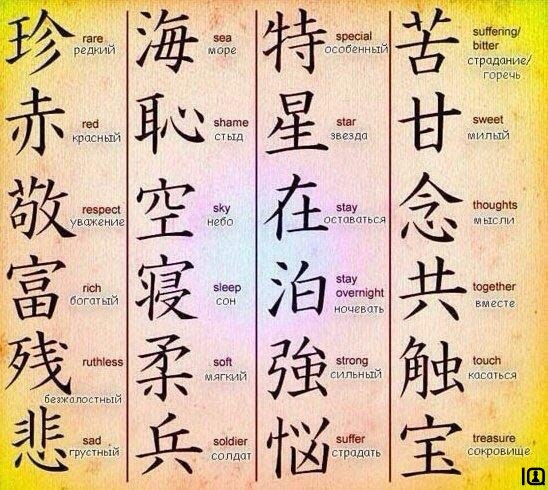 珍 rare
редкий
海 sea
море
特 special
особенный
苦 suffering/
bitter
страдание/
горечь
赤 red
красный
恥 shame
стыд
星 star
звезда
甘 sweet
милый
敬 respect
уважение
空 sky
небо
在 stay
оставаться
念 thoughts
мысли
富 rich
богатый
寝 sleep
сон
泊 stay
overnight
ночевать
共 together
вместе
残 ruthless
безжалостный
柔 soft
мягкий
強 strong
сильный
触 touch
касаться
悲 sad
грустный
兵 soldier
солдат
悩 suffer
страдать
宝 treasure
сокровище